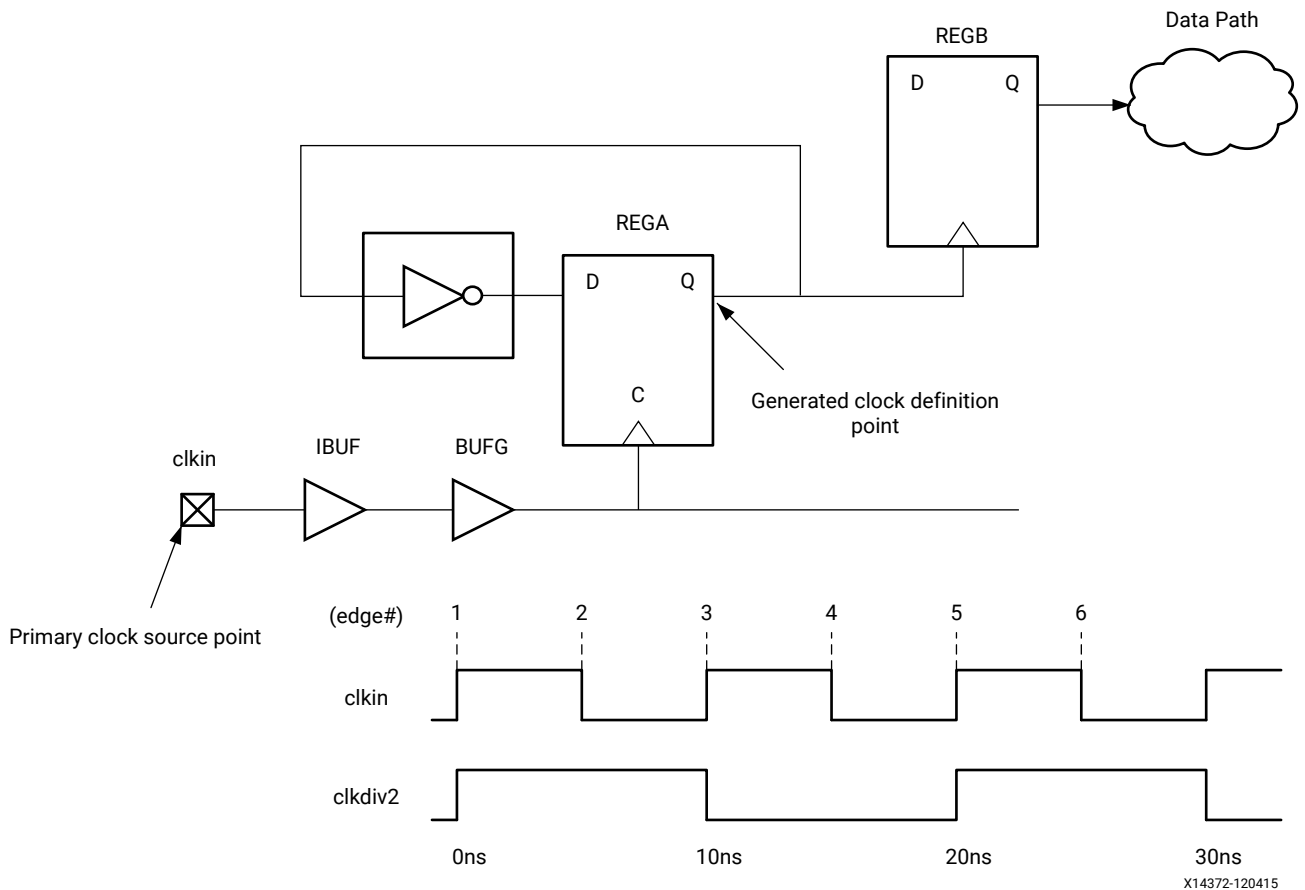 Data Path
REGB
D Q
REGA
D Q
C
Generated clock definition
point
IBUF BUFG
clkin
Primary clock source point
(edge#) 1 2 3 4 5 6
clkin
clkdiv2
0ns 10ns 20ns 30ns
X14372-120415